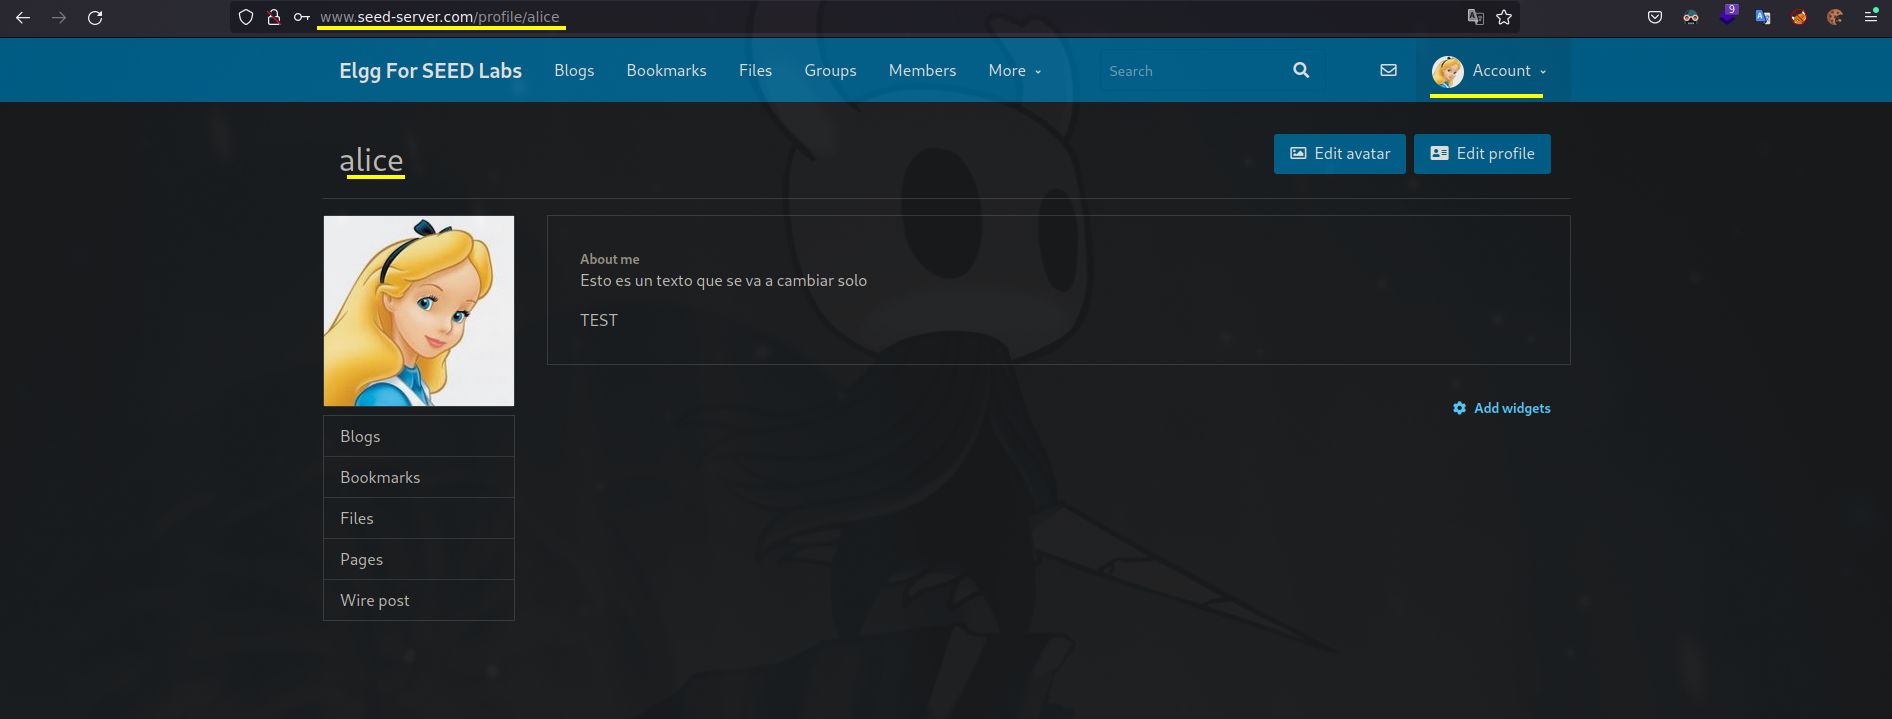 www.seed-server.com/profile/alice
9
Elgg For SEED Labs Blogs Bookmarks Files Groups Members More Search Account
alice
Edit avatar Edit profile
About me
Esto es un texto que se va a cambiar solo
TEST
Add widgets
Blogs
Bookmarks
Files
Pages
Wire post